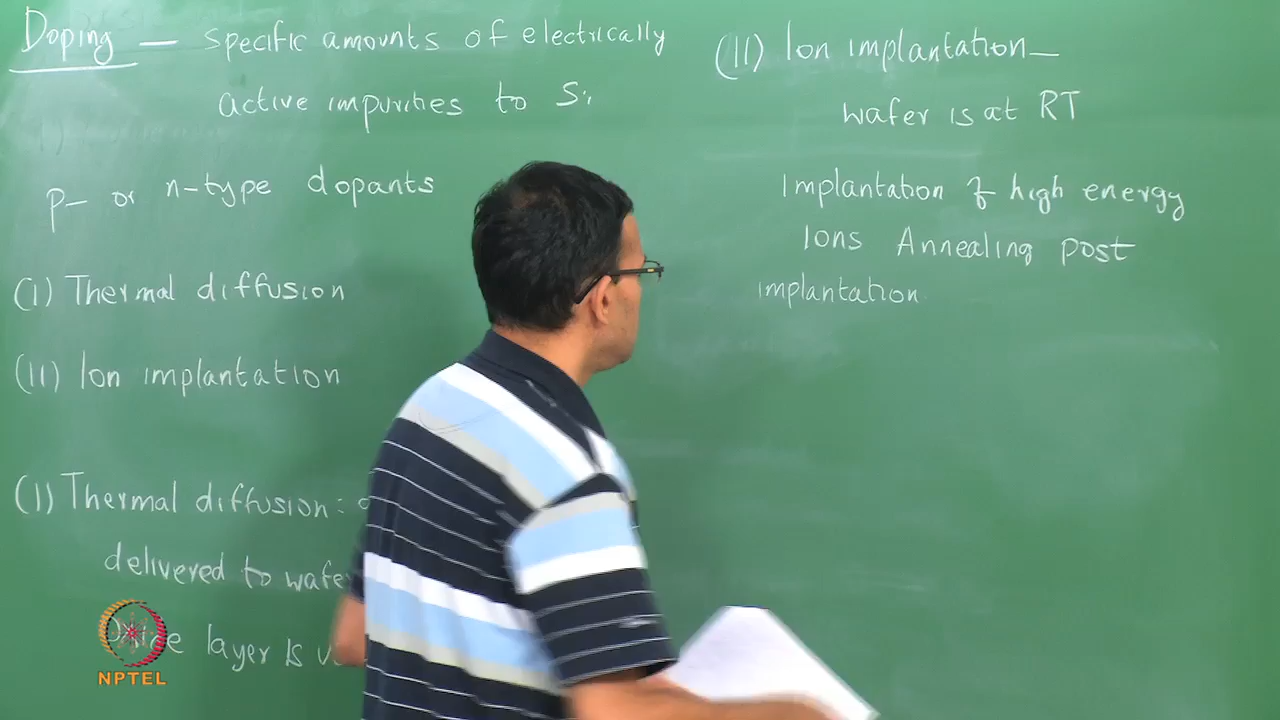 Doping — Specific amounts of electrically
active impurities to Si
p- or n-type dopants
(I) Thermal diffusion
(II) Ion implantation
(I) Thermal diffusion:
delivered to wafer
layer is
(II) Ion implantation—
wafer is at RT
Implantation of high energy
Ions Annealing post
implantation
NPTEL